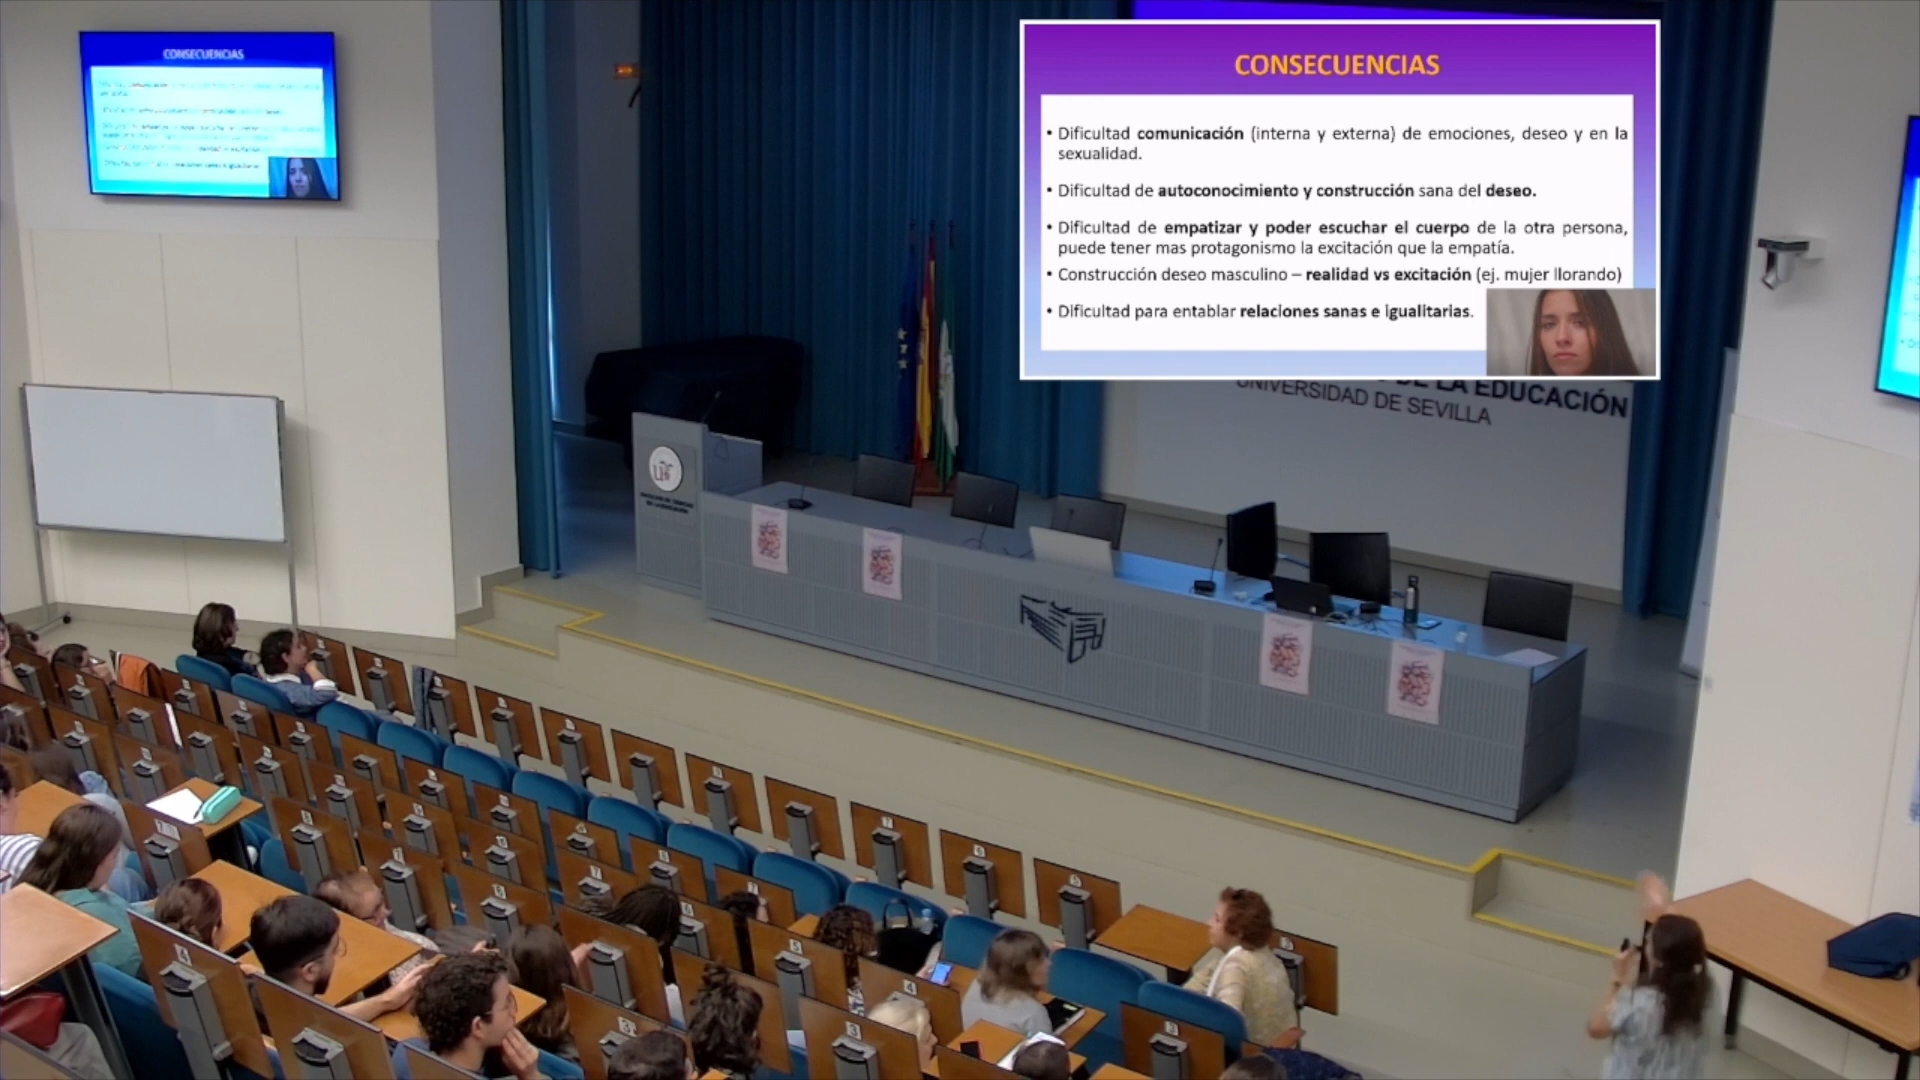 CONSECUENCIAS
CONSECUENCIAS
• Dificultad comunicación (interna y externa) de emociones, deseo y en la
sexualidad.
• Dificultad de autoconocimiento y construcción sana del deseo.
• Dificultad de empatizar y poder escuchar el cuerpo de la otra persona,
puede tener mas protagonismo la excitación que la empatía.
• Construcción deseo masculino – realidad vs excitación (ej. mujer llorando)
• Dificultad para entablar relaciones sanas e igualitarias.
DE LA EDUCACIÓN
UNIVERSIDAD DE SEVILLA